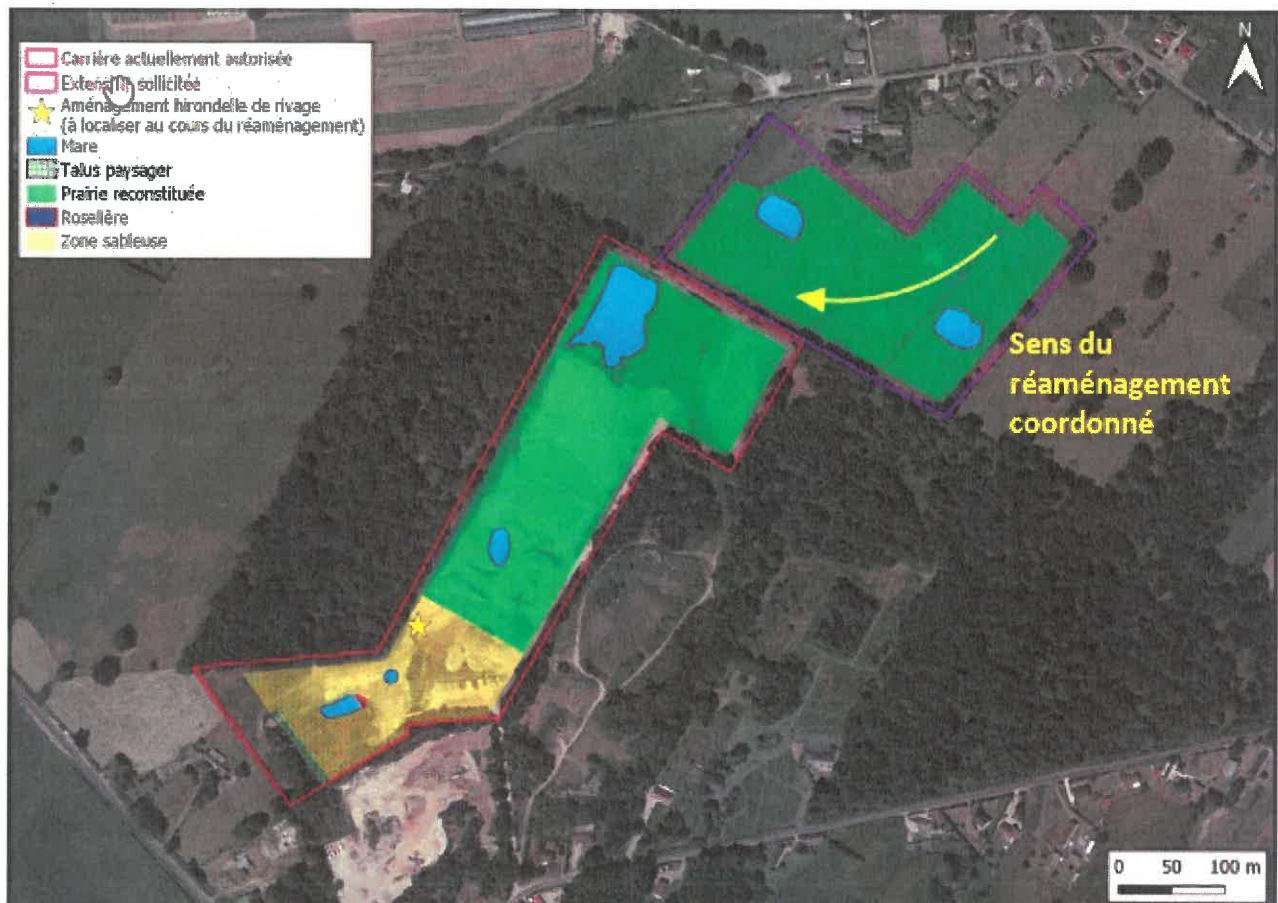 Carrière actuellement autorisée
Extension sollicitée
Aménagement hirondelle de rivage
(à localiser au cours du réaménagement)
Mare
Talus paysager
Prairie reconstituée
Roselière
Zone sableuse
N
Sens du
réaménagement
coordonné
0 50 100 m